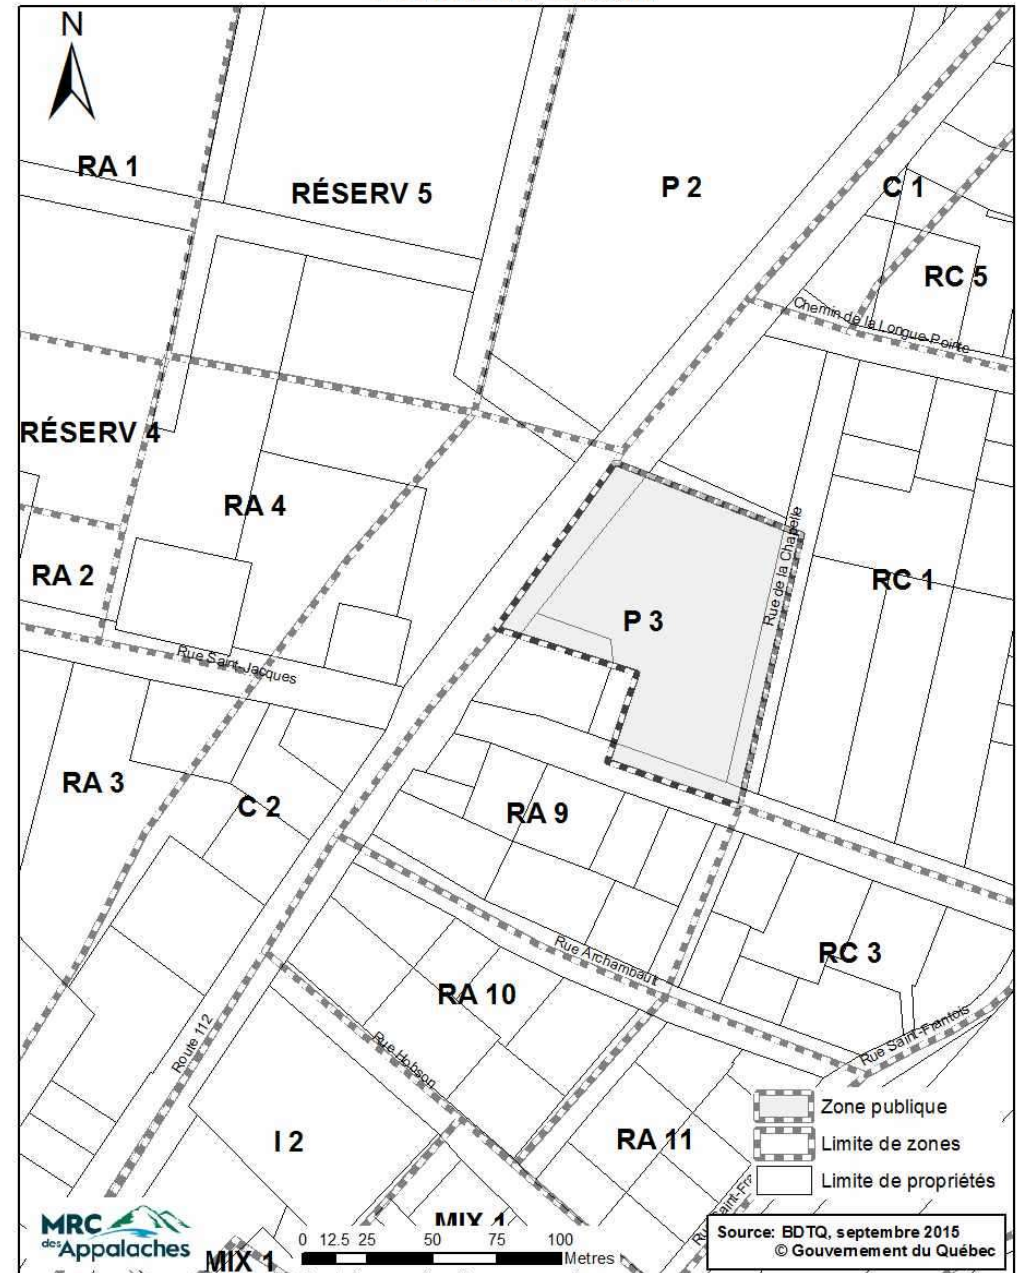 N
RA 1
RÉSERV 5
P 2
C 1
RC 5
Chemin de la Longue-Pointe
RÉSERV 4
RA 4
RA 2
Rue de la Chapelle
RC 1
P 3
Rue Saint-Jacques
RA 3
C 2
RA 9
Rue Archambault
RC 3
RA 10
Route 112
Rue Hobson
Rue Saint-Frantois
Zone publique
I 2
RA 11
Limite de zones
Limite de propriétés
MRC
des Appalaches
MIX 1
MIX 1
0 12.5 25 50 75 100
Metres
Source: BDTQ, septembre 2015
© Gouvernement du Québec